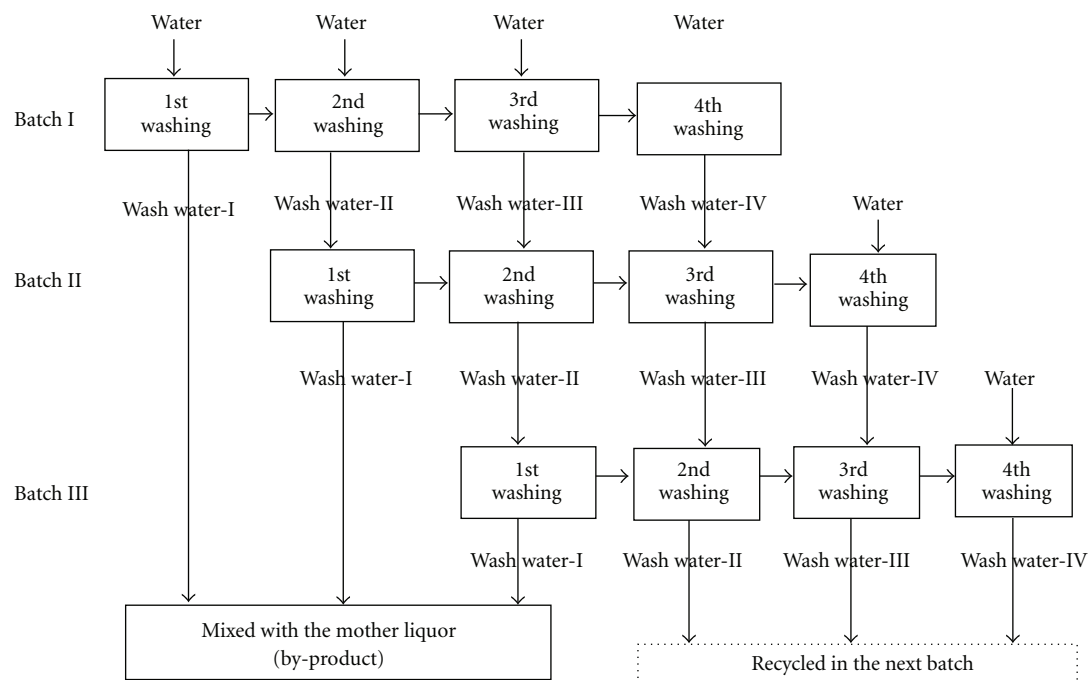 Water
Water
Water
Water
Batch I
1st
washing
2nd
washing
3rd
washing
4th
washing
Wash water-I
Wash water-II
Wash water-III
Wash water-IV
Water
Batch II
1st
washing
2nd
washing
3rd
washing
4th
washing
Wash water-I
Wash water-II
Wash water-III
Wash water-IV
Water
Batch III
1st
washing
2nd
washing
3rd
washing
4th
washing
Wash water-I
Wash water-II
Wash water-III
Wash water-IV
Mixed with the mother liquor
(by-product)
Recycled in the next batch